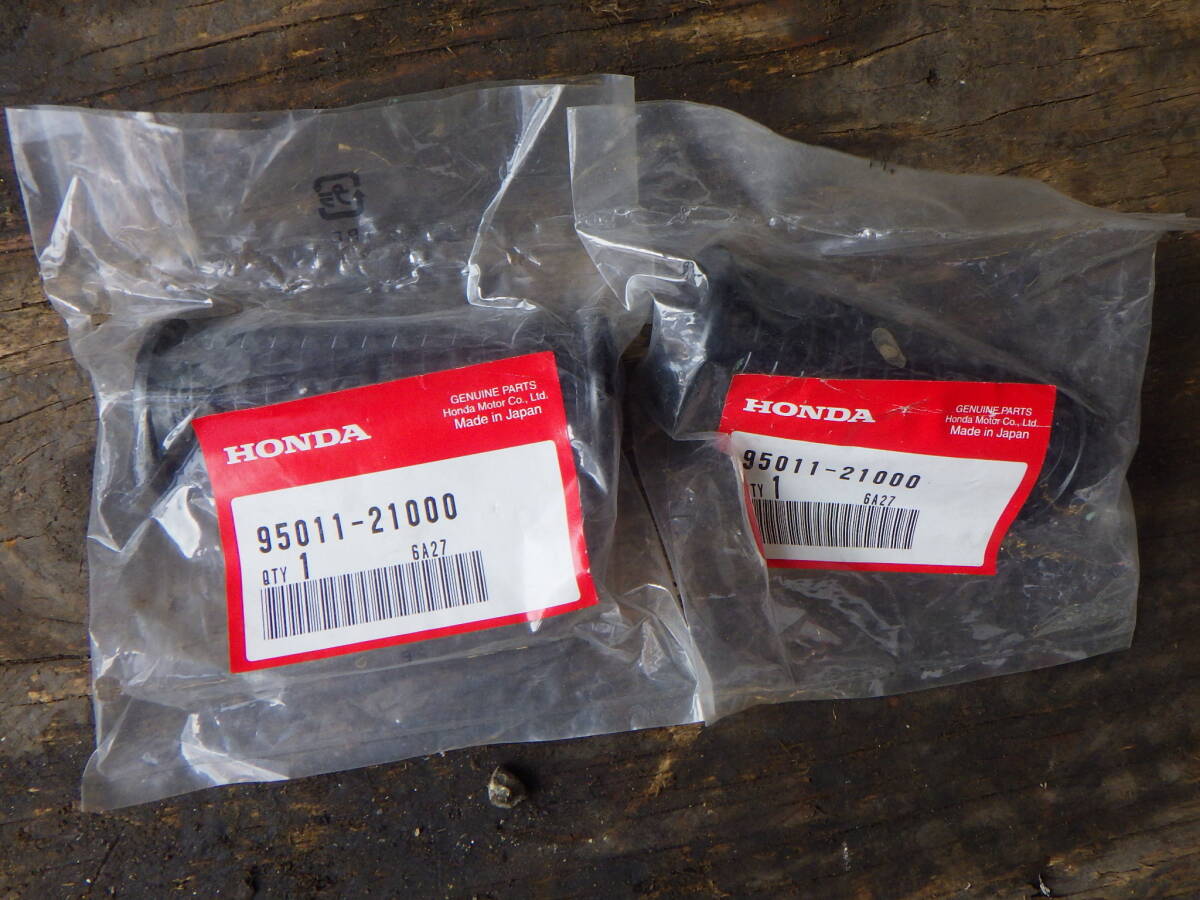 HONDA
GENUINE PARTS
Honda Motor Co., Ltd.
Made in Japan
95011-21000
QTY 1
6A27
HONDA
GENUINE PARTS
Honda Motor Co., Ltd.
Made in Japan
95011-21000
TY 1
6A27